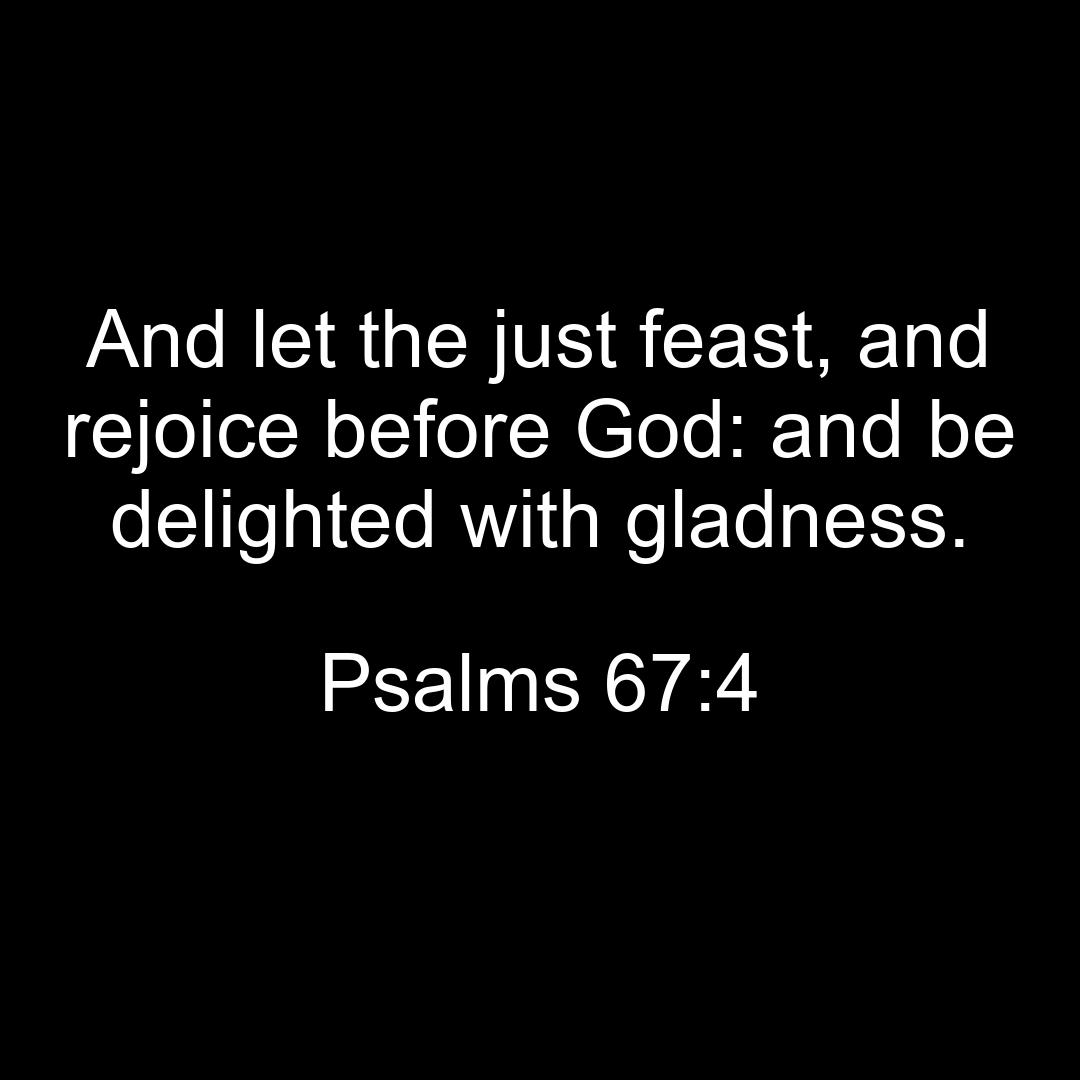 And let the just feast, and
rejoice before God: and be
delighted with gladness.
Psalms 67:4